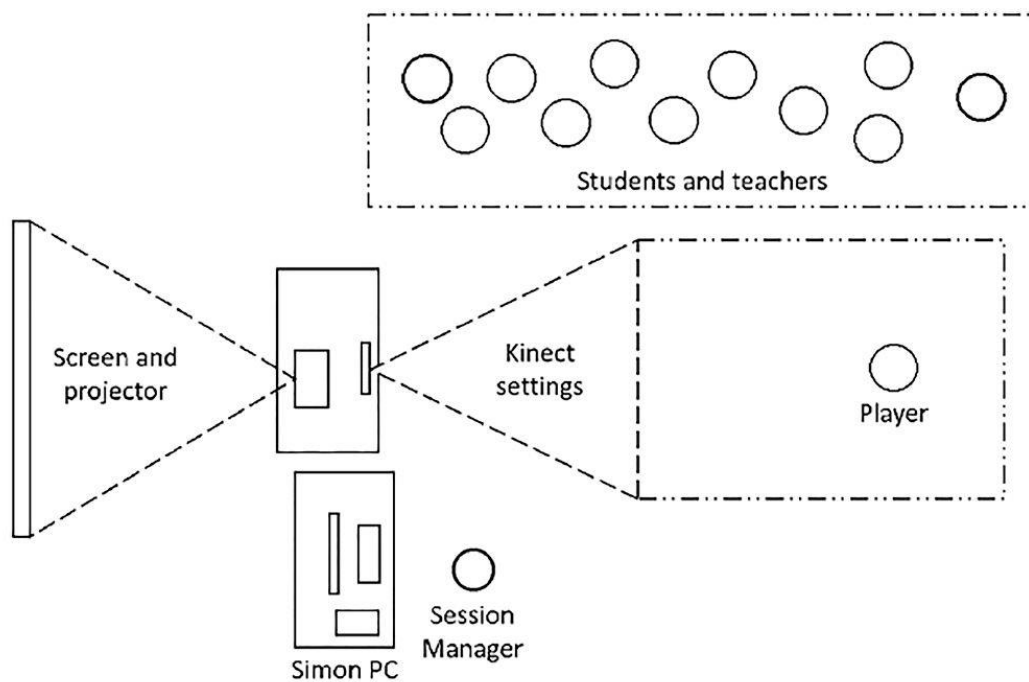 Students and teachers
Screen and
projector
Kinect
settings
Player
Session
Manager
Simon PC